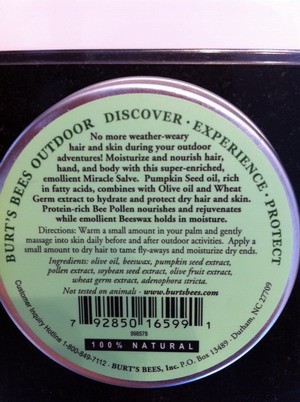 BURT'S BEES OUTDOOR DISCOVER · EXPERIENCE · PROTECT
No more weather-weary
hair and skin during your outdoor
adventures! Moisturize and nourish hair,
hand, and body with this super-enriched,
emollient Miracle Salve. Pumpkin Seed oil, rich
in fatty acids, combines with Olive oil and Wheat
Germ extract to hydrate and protect dry hair and skin.
Protein-rich Bee Pollen nourishes and rejuvenates
while emollient Beeswax holds in moisture.
Directions: Warm a small amount in your palm and gently
massage into skin daily before and after outdoor activities. Apply a
small amount to dry hair to tame fly-aways and moisturize dry ends.
Ingredients: olive oil, beeswax, pumpkin seed extract,
pollen extract, soybean seed extract, olive fruit extract,
wheat germ extract, adenophora stricta.
Not tested on animals · www.burtsbees.com
7 92850 16599 1
998578
100% NATURAL
Customer Inquiry Hotline 1-800-849-7112 · BURT'S BEES, Inc. P.O. Box 13489 · Durham, NC 27709